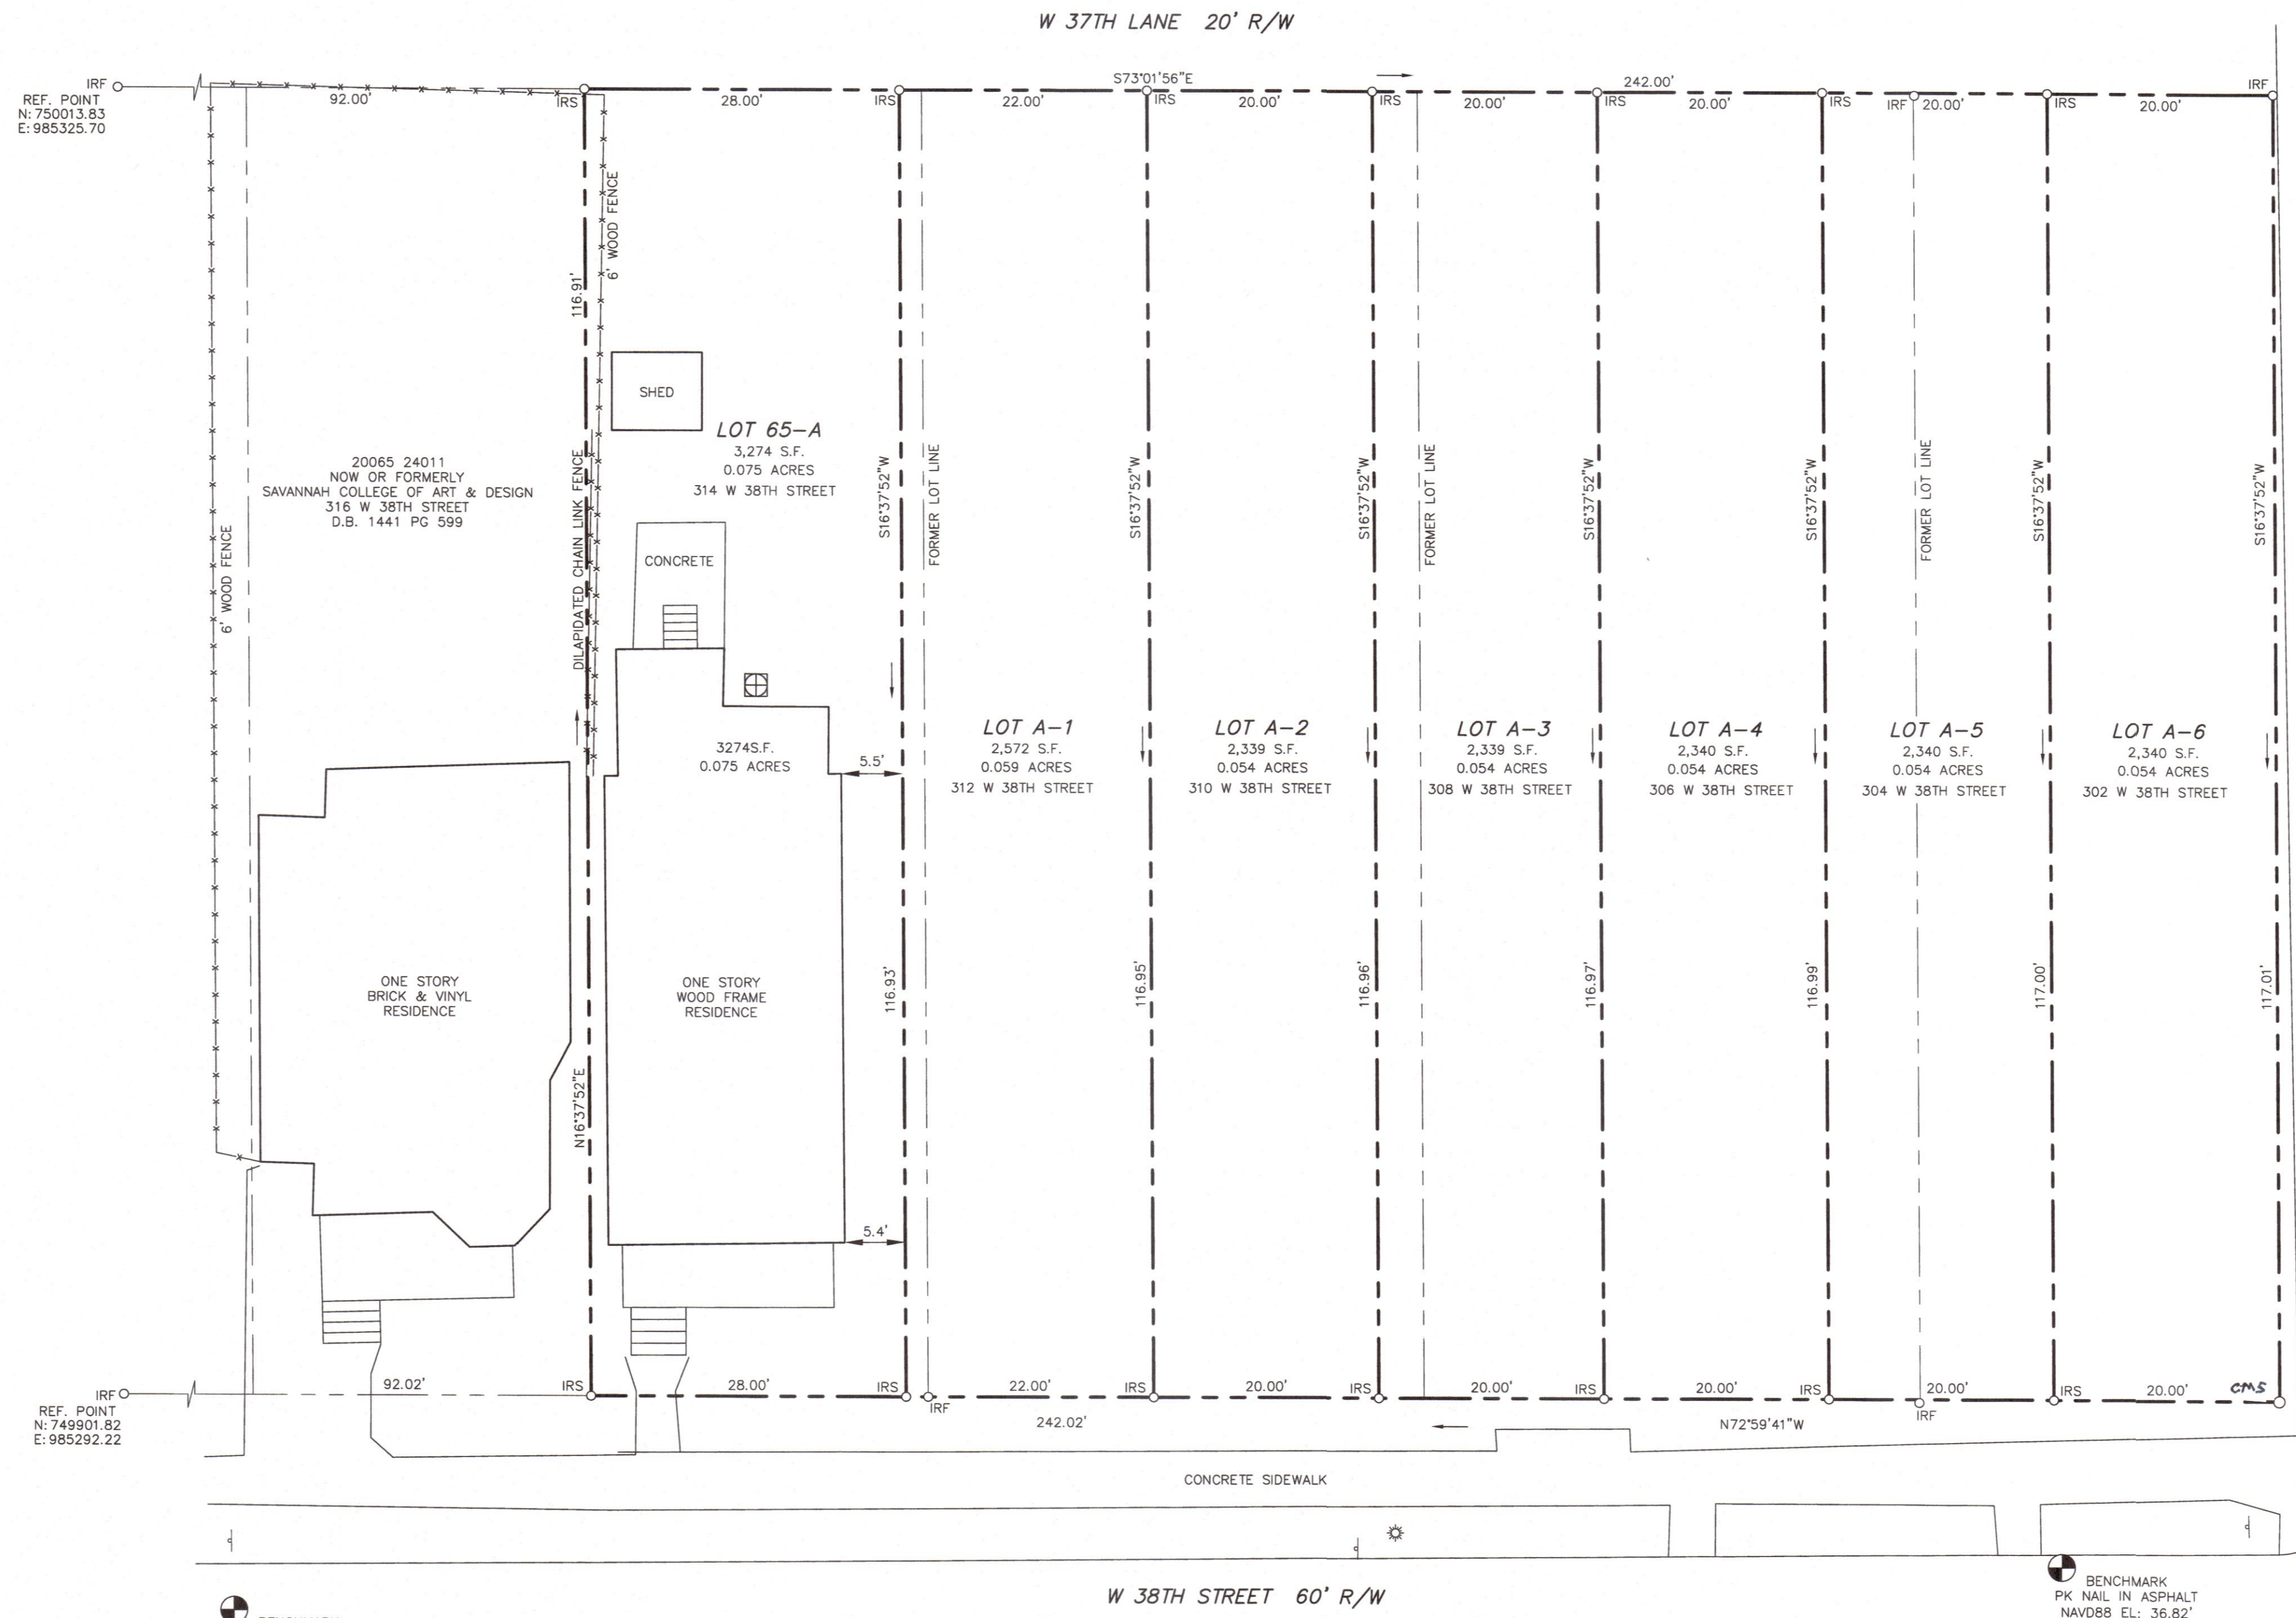 W 37TH LANE 20' R/W
IRF
REF. POINT
N: 750013.83
E: 985325.70
92.00'
IRS
28.00'
IRS
22.00'
S73°01'56"E
IRS
20.00'
IRS
20.00'
242.00'
20.00'
IRS
IRF
20.00'
IRS
20.00'
IRF
6' WOOD FENCE
116.91'
SHED
LOT 65-A
3,274 S.F.
0.075 ACRES
314 W 38TH STREET
20065 24011
NOW OR FORMERLY
SAVANNAH COLLEGE OF ART & DESIGN
316 W 38TH STREET
D.B. 1441 PG 599
6' WOOD FENCE
DILAPIDATED CHAIN LINK FENCE
CONCRETE
S16°37'52"W
FORMER LOT LINE
S16°37'52"W
S16°37'52"W
FORMER LOT LINE
S16°37'52"W
S16°37'52"W
FORMER LOT LINE
S16°37'52"W
S16°37'52"W
3274S.F.
0.075 ACRES
5.5'
LOT A-1
2,572 S.F.
0.059 ACRES
312 W 38TH STREET
LOT A-2
2,339 S.F.
0.054 ACRES
310 W 38TH STREET
LOT A-3
2,339 S.F.
0.054 ACRES
308 W 38TH STREET
LOT A-4
2,340 S.F.
0.054 ACRES
306 W 38TH STREET
LOT A-5
2,340 S.F.
0.054 ACRES
304 W 38TH STREET
LOT A-6
2,340 S.F.
0.054 ACRES
302 W 38TH STREET
ONE STORY
BRICK & VINYL
RESIDENCE
ONE STORY
WOOD FRAME
RESIDENCE
116.93'
116.95'
116.96'
116.97'
116.99'
117.00'
117.01'
N16°37'52"E
5.4'
IRF
REF. POINT
N: 749901.82
E: 985292.22
92.02'
IRS
28.00'
IRS
IRF
22.00'
IRS
20.00'
IRS
20.00'
IRS
20.00'
IRS
20.00'
IRF
IRS
20.00'
CMS
242.02'
N72°59'41"W
CONCRETE SIDEWALK
W 38TH STREET 60' R/W
BENCHMARK
PK NAIL IN ASPHALT
NAVD88 EL: 36.82'